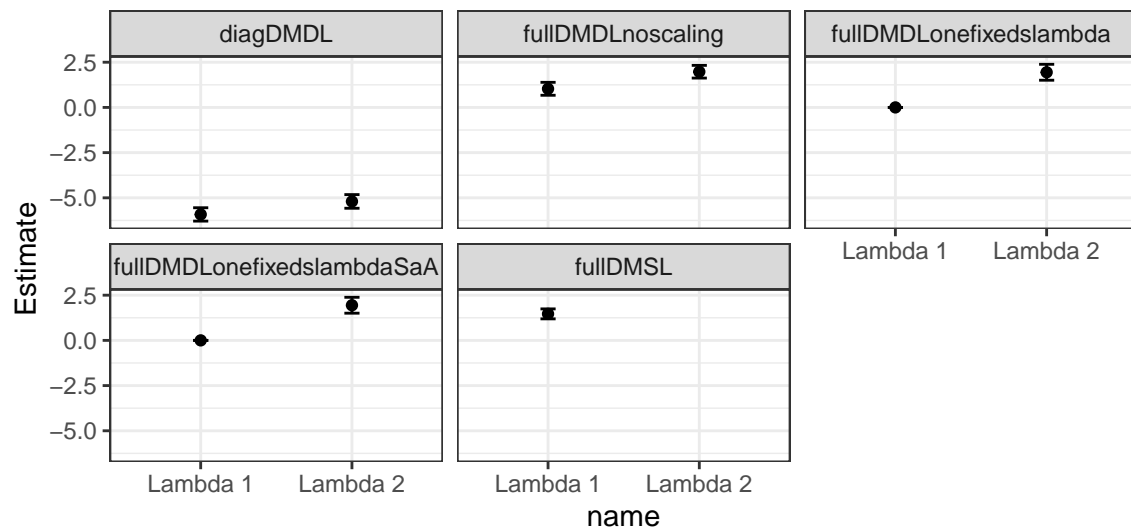 diagDMDL
fullDMDLnoscaling
fullDMDLonefixedslambda
2.5
0.0
−2.5
−5.0
Lambda 1
Lambda 2
fullDMDLonefixedslambdaSaA
fullDMSL
2.5
0.0
−2.5
−5.0
Lambda 1
Lambda 2
Lambda 1
Lambda 2
Estimate
name